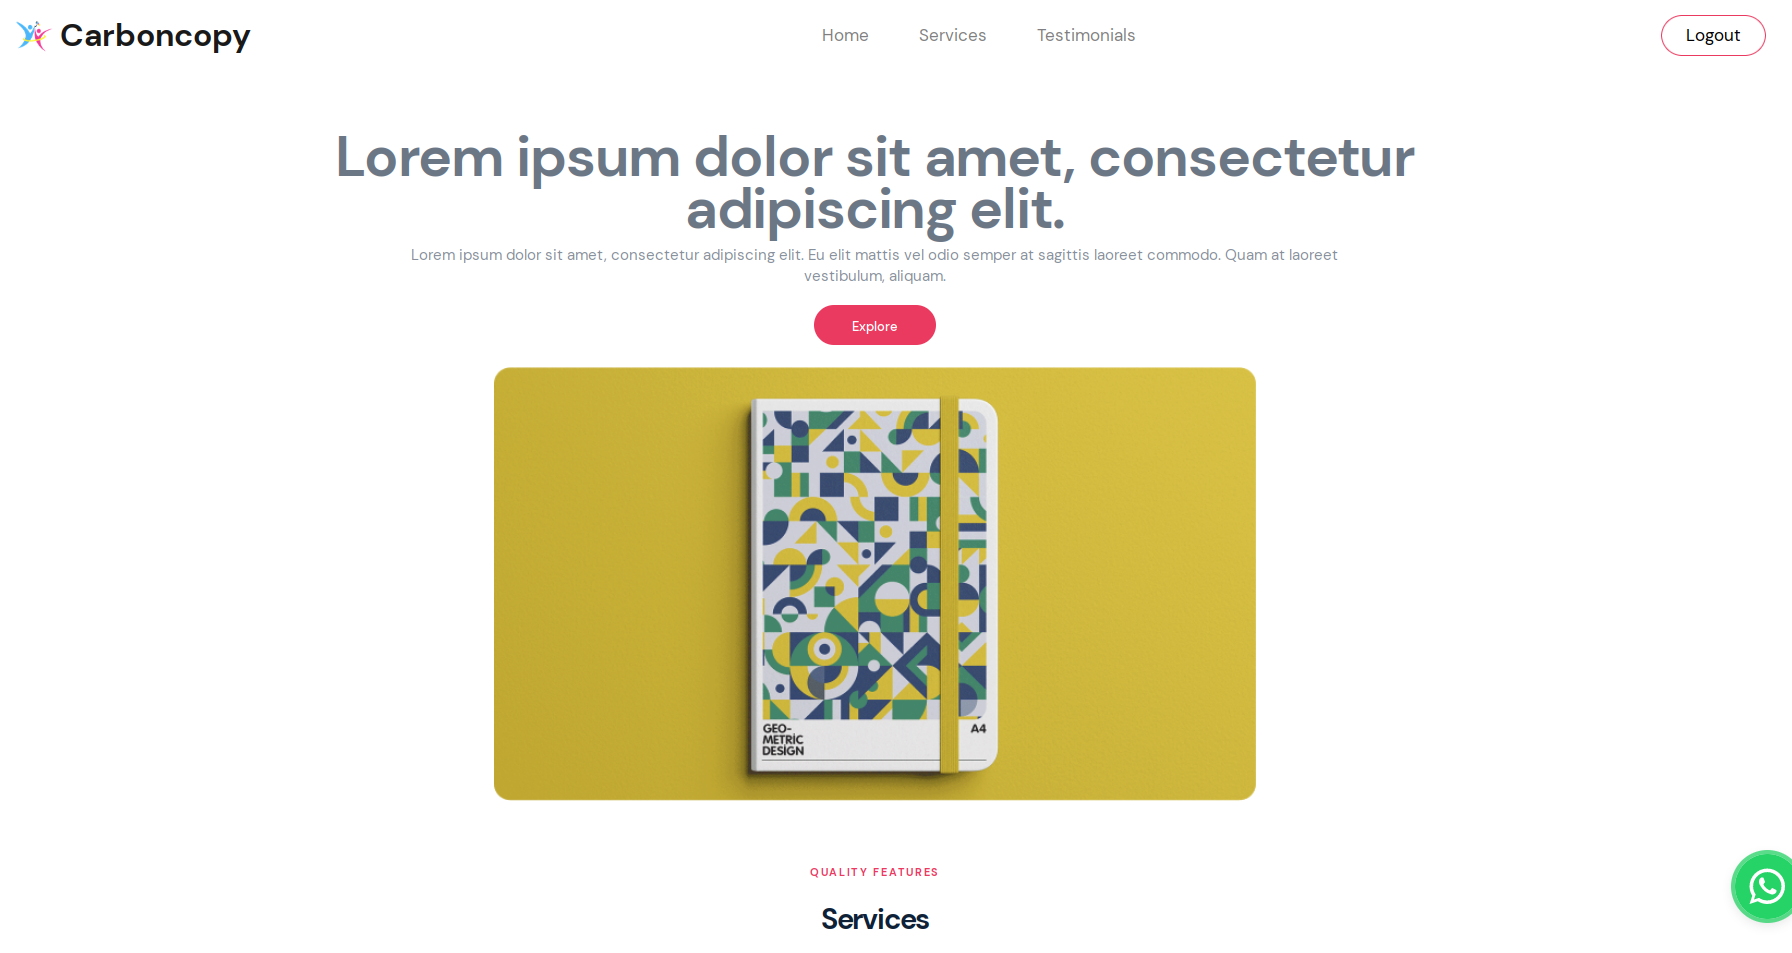 Carboncopy
Home
Services
Testimonials
Logout
Lorem ipsum dolor sit amet, consectetur
adipiscing elit.
Lorem ipsum dolor sit amet, consectetur adipiscing elit. Eu elit mattis vel odio semper at sagittis laoreet commodo. Quam at laoreet
vestibulum, aliquam.
Explore
GEO-
METRIC
DESIGN
A4
QUALITY FEATURES
Services